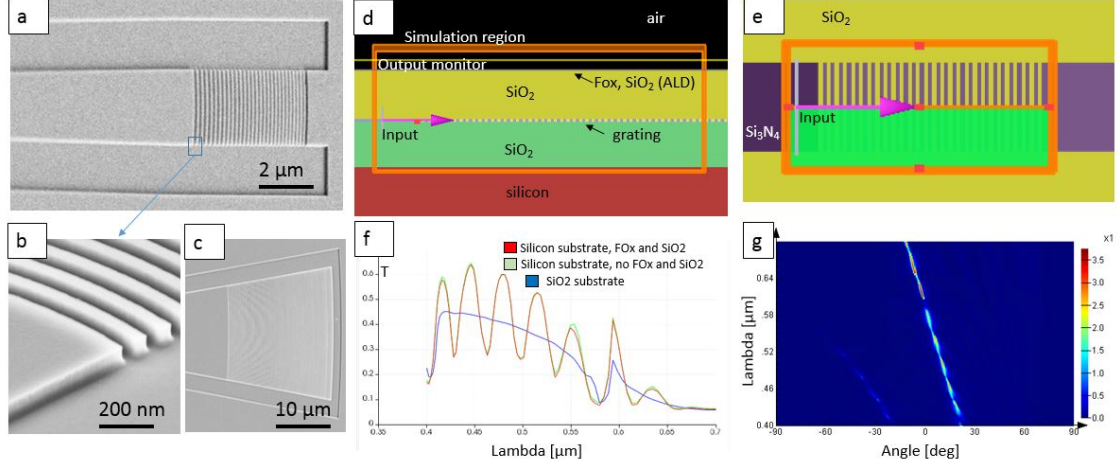 a
2 µm
b
200 nm
c
10 µm
d
air
Simulation region
Output monitor
Fox, SiO₂ (ALD)
SiO₂
Input
grating
SiO₂
silicon
e
SiO₂
Input
Si₃N₄
f
T
Silicon substrate, FOx and SiO2
Silicon substrate, no FOx and SiO2
SiO2 substrate
0.6
0.5
0.4
0.3
0.2
0.1
0
0.35
0.4
0.45
0.5
0.55
0.6
0.65
0.7
Lambda [µm]
g
x1
Lambda [µm]
0.64
.58
.52
.46
0.40
-90
-30
30
90
Angle [deg]
3.5
3.0
2.5
2.0
1.5
1.0
0.5
0.0